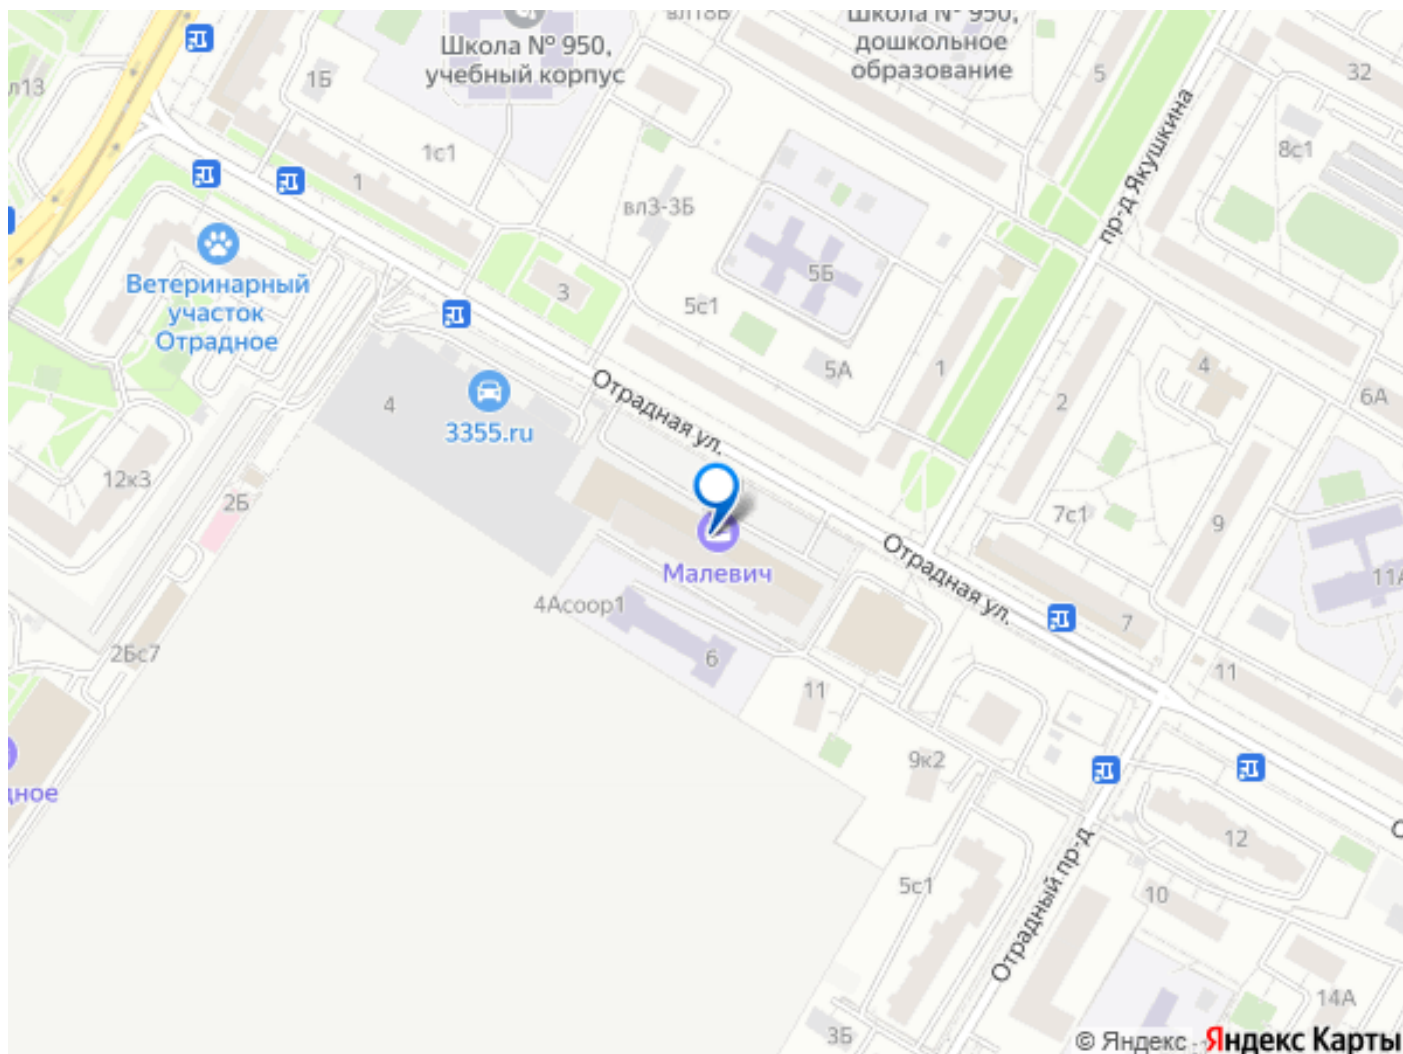 вл18Б
Школа № 950,
учебный корпус
Школа № 950,
дошкольное
образование
5
32
л13
1Б
пр-д Якушкина
8с1
1с1
1
вл3-3Б
Ветеринарный
участок
Отрадное
3
5Б
5с1
5А
1
4
2
6А
4
3355.ru
Отрадная ул.
12к3
2Б
7с1
9
Малевич
Отрадная ул.
11А
4Асоор1
7
2Бс7
6
11
11
9к2
дное
12
5с1
Отрадный пр-д
10
14А
3Б
© Яндекс
Яндекс Карты